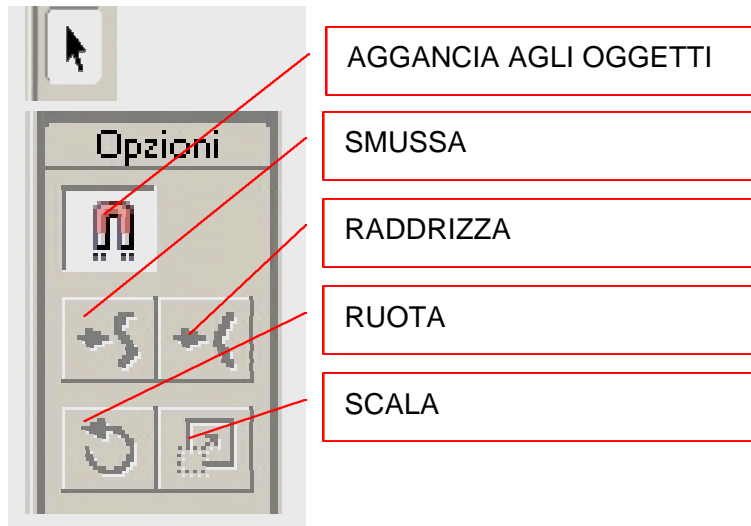 AGGANCIA AGLI OGGETTI
Opzioni
SMUSSA
RADDRIZZA
RUOTA
SCALA